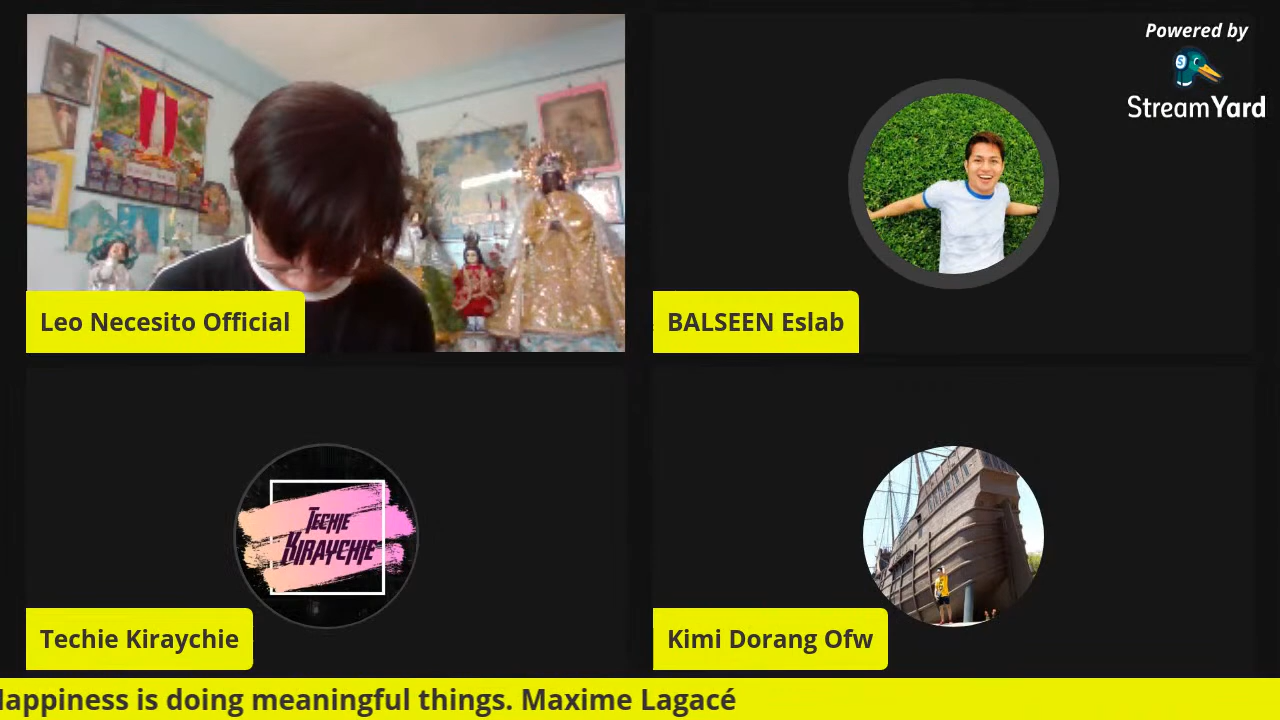 Powered by
StreamYard
Leo Necesito Official
BALSEEN Eslab
TECHIE
KIRAYCHIE
Techie Kiraychie
Kimi Dorang Ofw
Happiness is doing meaningful things. Maxime Lagacé